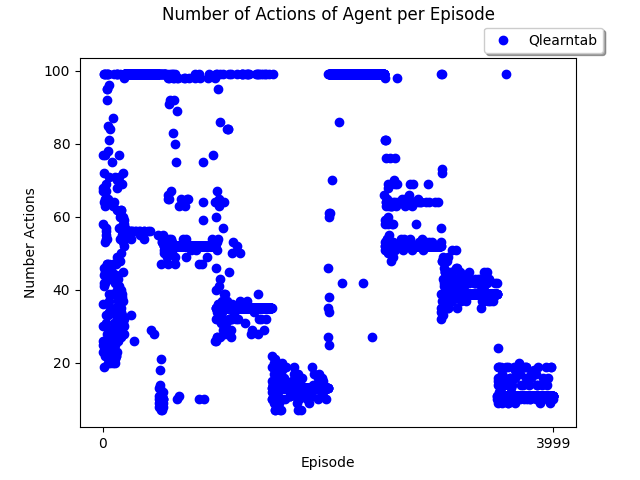 Number of Actions of Agent per Episode
Qlearntab
100
80
60
40
20
Number Actions
0
3999
Episode